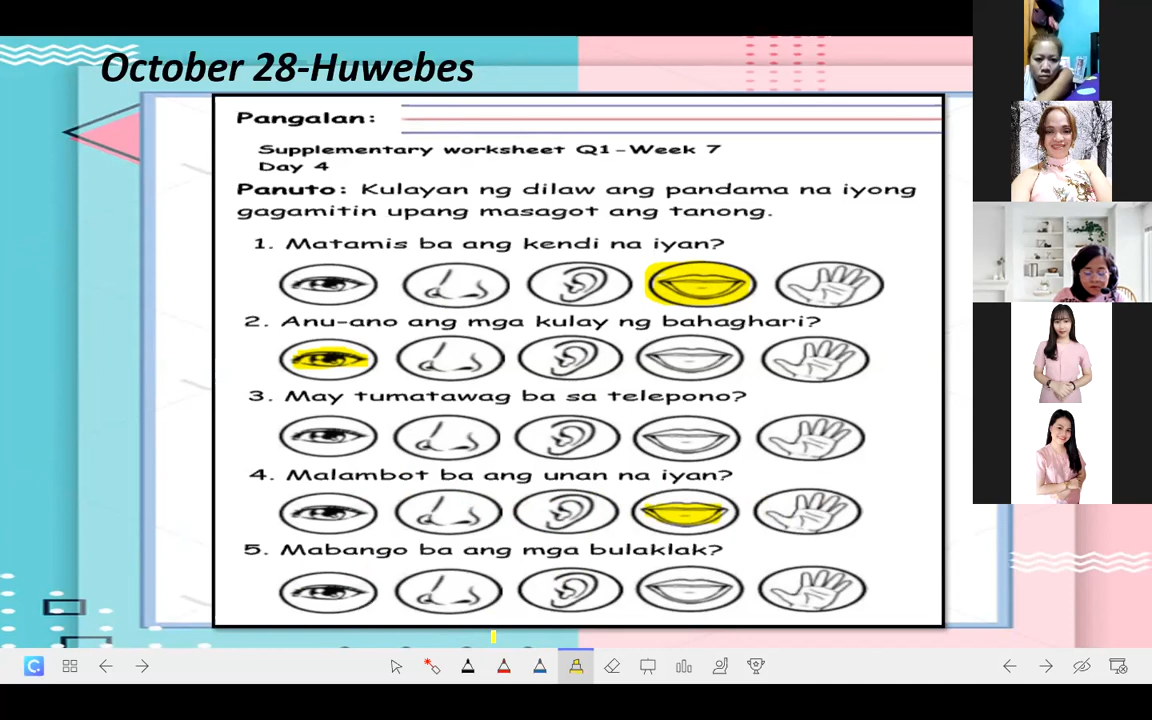 October 28-Huwebes
Pangalan:
Supplementary worksheet Q1-Week 7
Day 4
Panuto: Kulayan ng dilaw ang pandama na iyong
gagamitin upang masagot ang tanong.
1. Matamis ba ang kendi na iyan?
2. Anu-ano ang mga kulay ng bahaghari?
3. May tumatawag ba sa telepono?
4. Malambot ba ang unan na iyan?
5. Mabango ba ang mga bulaklak?